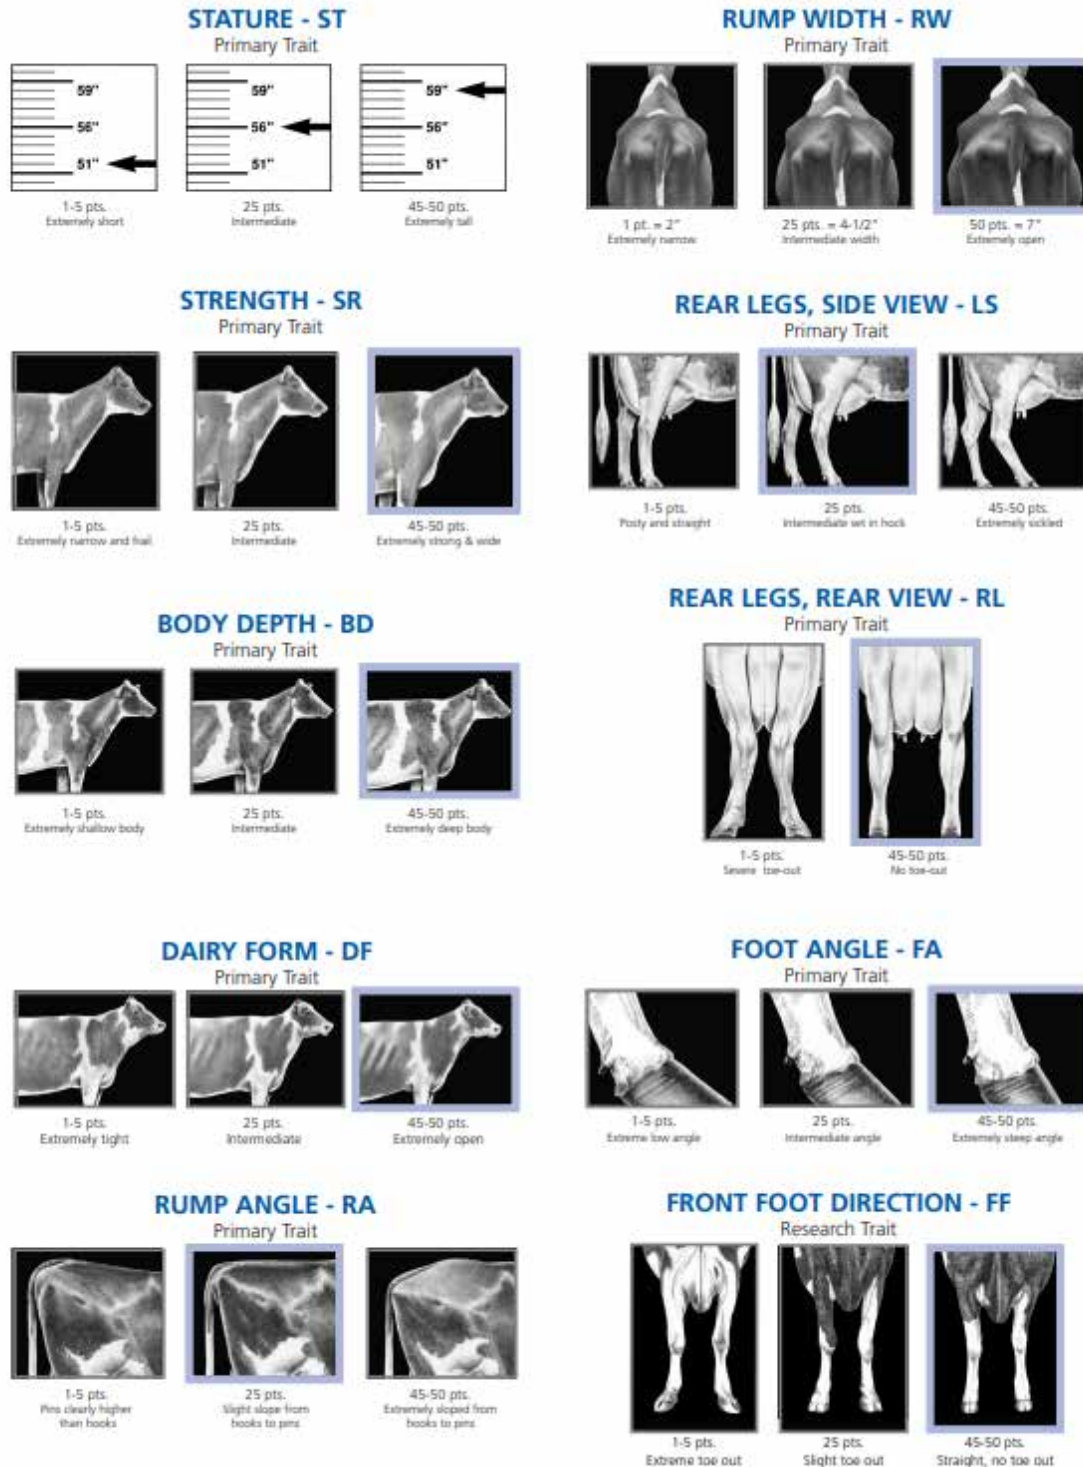 STATURE - ST
Primary Trait
59"
56"
51"
59"
56"
51"
59"
56"
51"
1-5 pts.
Extremely short
25 pts.
Intermediate
45-50 pts.
Extremely tall
STRENGTH - SR
Primary Trait
1-5 pts.
Extremely narrow and frail
25 pts.
Intermediate
45-50 pts.
Extremely strong & wide
BODY DEPTH - BD
Primary Trait
1-5 pts.
Extremely shallow body
25 pts.
Intermediate
45-50 pts.
Extremely deep body
DAIRY FORM - DF
Primary Trait
1-5 pts.
Extremely tight
25 pts.
Intermediate
45-50 pts.
Extremely open
RUMP ANGLE - RA
Primary Trait
1-5 pts.
Pins clearly higher
than hooks
25 pts.
Slight slope from
hooks to pins
45-50 pts.
Extremely sloped from
hooks to pins
RUMP WIDTH - RW
Primary Trait
1 pt. = 2"
Extremely narrow
25 pts. = 4-1/2"
Intermediate width
50 pts. = 7"
Extremely open
REAR LEGS, SIDE VIEW - LS
Primary Trait
1-5 pts.
Posty and straight
25 pts.
Intermediate set in hock
45-50 pts.
Extremely sickled
REAR LEGS, REAR VIEW - RL
Primary Trait
1-5 pts.
Severe toe-out
45-50 pts.
No toe-out
FOOT ANGLE - FA
Primary Trait
1-5 pts.
Extreme low angle
25 pts.
Intermediate angle
45-50 pts.
Extremely steep angle
FRONT FOOT DIRECTION - FF
Research Trait
1-5 pts.
Extreme toe out
25 pts.
Slight toe out
45-50 pts.
Straight, no toe out